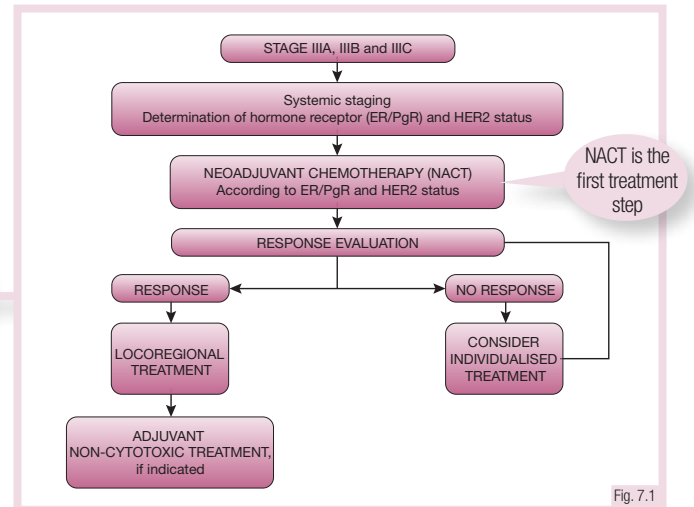 STAGE IIIA, IIIB and IIIC
Systemic staging
Determination of hormone receptor (ER/PgR) and HER2 status
NEOADJUVANT CHEMOTHERAPY (NACT)
According to ER/PgR and HER2 status
NACT is the
first treatment
step
RESPONSE EVALUATION
RESPONSE
NO RESPONSE
LOCOREGIONAL
TREATMENT
CONSIDER
INDIVIDUALISED
TREATMENT
ADJUVANT
NON-CYTOTOXIC TREATMENT,
if indicated
Fig. 7.1